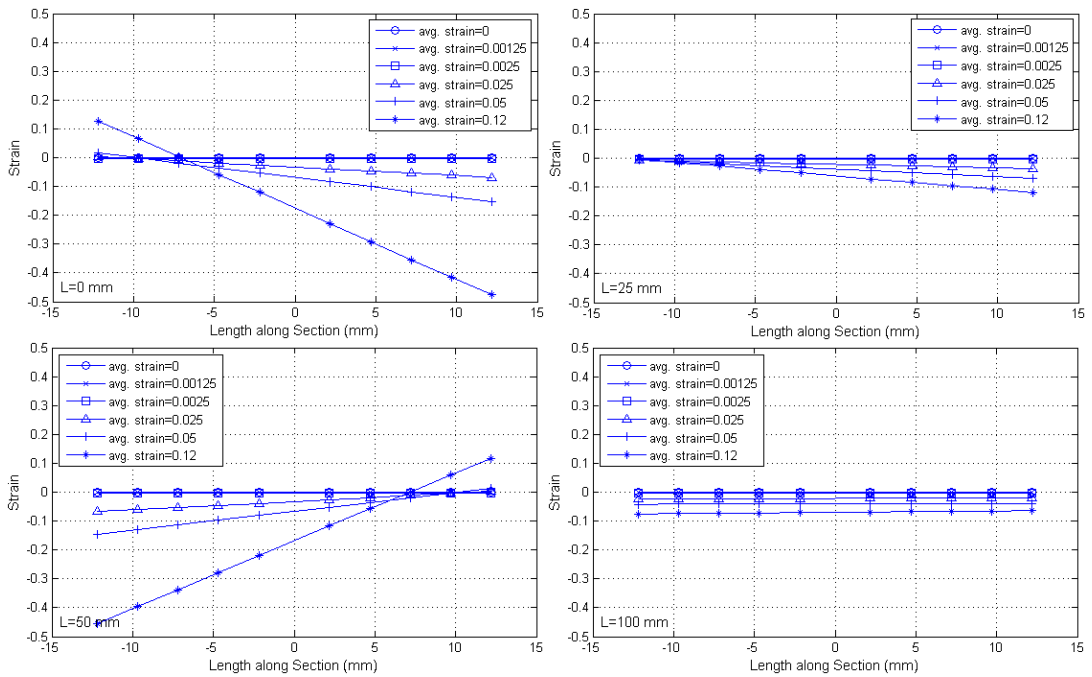 0.5
0.4
0.3
0.2
0.1
0
-0.1
-0.2
-0.3
-0.4
-0.5
Strain
avg. strain=0
avg. strain=0.00125
avg. strain=0.0025
avg. strain=0.025
avg. strain=0.05
avg. strain=0.12
L=0 mm
-15 -10 -5 0 5 10 15
Length along Section (mm)
0.5
0.4
0.3
0.2
0.1
0
-0.1
-0.2
-0.3
-0.4
-0.5
Strain
avg. strain=0
avg. strain=0.00125
avg. strain=0.0025
avg. strain=0.025
avg. strain=0.05
avg. strain=0.12
L=25 mm
-15 -10 -5 0 5 10 15
Length along Section (mm)
0.5
0.4
0.3
0.2
0.1
0
-0.1
-0.2
-0.3
-0.4
-0.5
Strain
avg. strain=0
avg. strain=0.00125
avg. strain=0.0025
avg. strain=0.025
avg. strain=0.05
avg. strain=0.12
L=50 mm
-15 -10 -5 0 5 10 15
Length along Section (mm)
0.5
0.4
0.3
0.2
0.1
0
-0.1
-0.2
-0.3
-0.4
-0.5
Strain
avg. strain=0
avg. strain=0.00125
avg. strain=0.0025
avg. strain=0.025
avg. strain=0.05
avg. strain=0.12
L=100 mm
-15 -10 -5 0 5 10 15
Length along Section (mm)